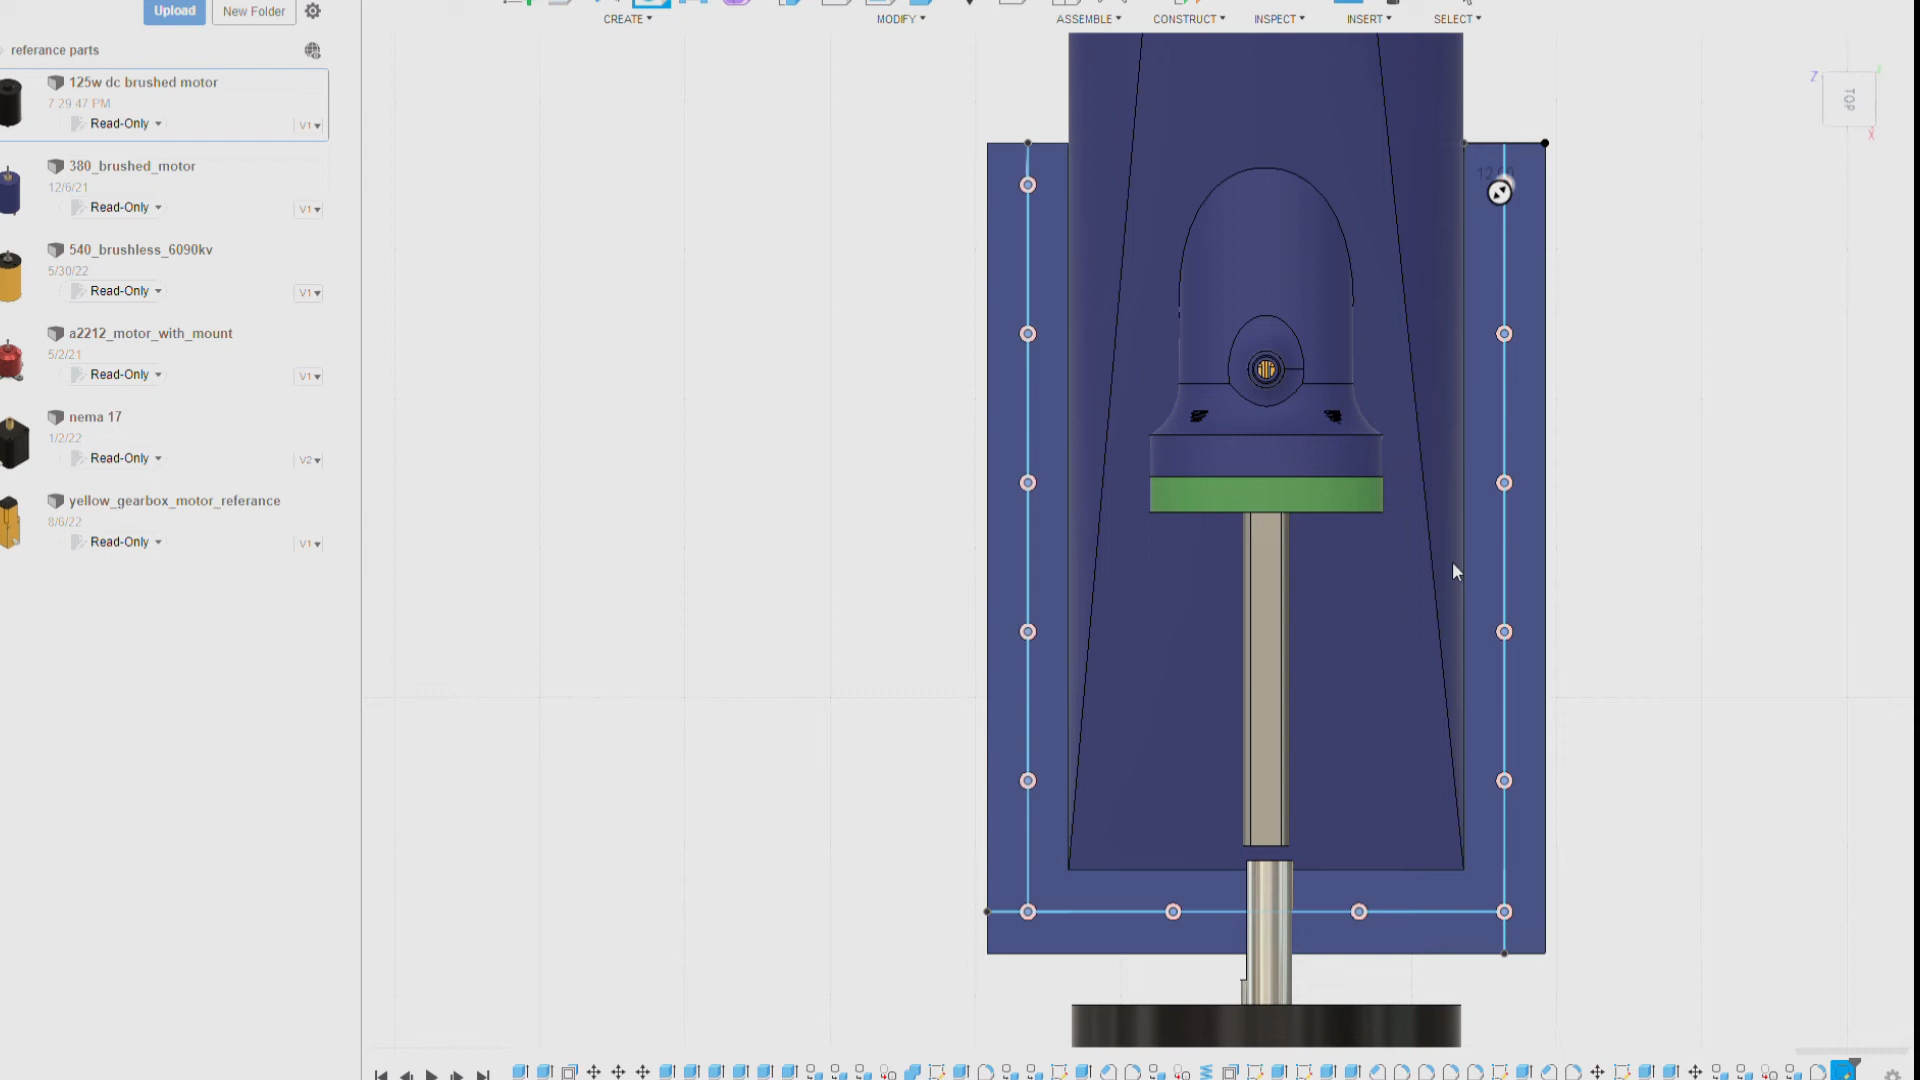 Upload New Folder
CREATE MODIFY ASSEMBLE CONSTRUCT INSPECT INSERT SELECT
referance parts
125w dc brushed motor
7 29 47 PM
Read-Only V1
380_brushed_motor
12/6/21
Read-Only V1
540_brushless_6090kv
5/30/22
Read-Only V1
a2212_motor_with_mount
5/2/21
Read-Only V1
nema 17
1/2/22
Read-Only V2
yellow_gearbox_motor_referance
8/6/22
Read-Only V1
Z
TOP
X